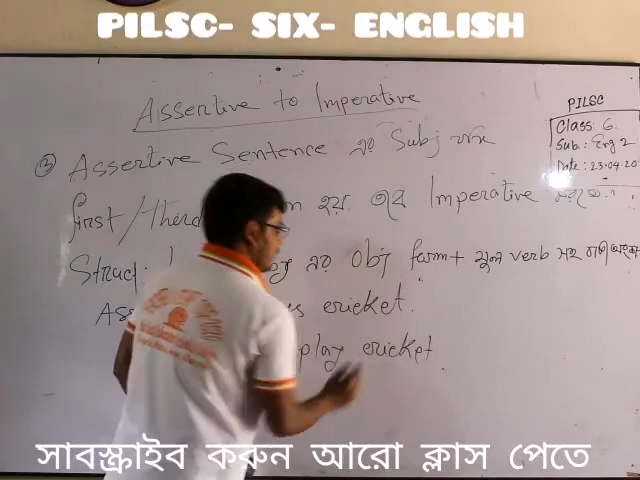 PILSC- SIX- ENGLISH
Assertive to Imperative
PILSC
Class: 6
Sub: Eng 2
Date: 23.04.20
③ Assertive Sentence এর Subj যদি
first/third হয় তবে Imperative
Struct: এর obj form + মূল verb সহ বাকী অংশ
Ass cricket.
play cricket.
সাবস্ক্রাইব করুন আরো ক্লাস পেতে